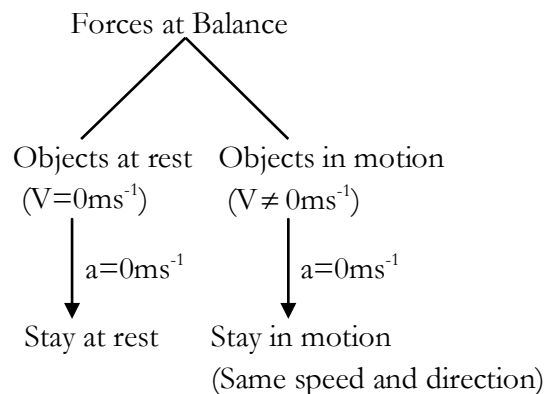 Forces at Balance
Objects at rest Objects in motion
(V=0ms⁻¹) (V≠ 0ms⁻¹)
a=0ms⁻¹ a=0ms⁻¹
Stay at rest Stay in motion
(Same speed and direction)